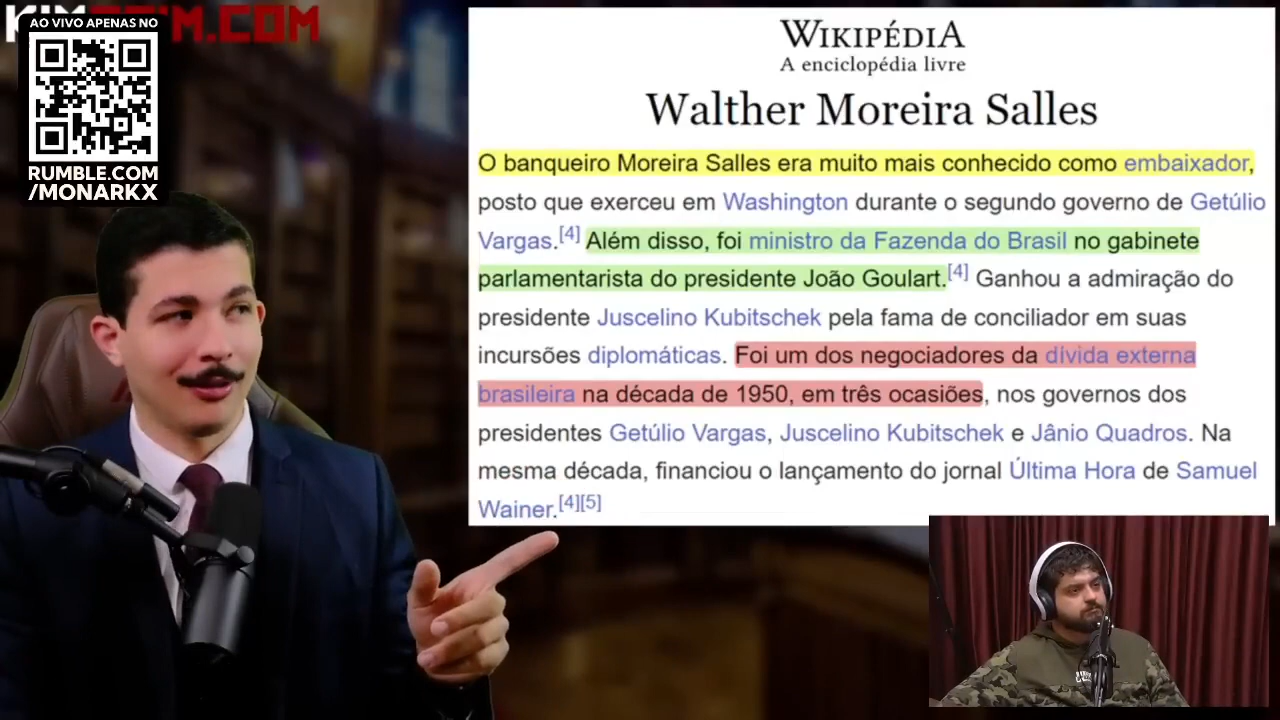 AO VIVO APENAS NO
RUMBLE.COM
/MONARKX
WIKIPÉDIA
A enciclopédia livre
Walther Moreira Salles
O banqueiro Moreira Salles era muito mais conhecido como embaixador,
posto que exerceu em Washington durante o segundo governo de Getúlio
Vargas.[4] Além disso, foi ministro da Fazenda do Brasil no gabinete
parlamentarista do presidente João Goulart.[4] Ganhou a admiração do
presidente Juscelino Kubitschek pela fama de conciliador em suas
incursões diplomáticas. Foi um dos negociadores da dívida externa
brasileira na década de 1950, em três ocasiões, nos governos dos
presidentes Getúlio Vargas, Juscelino Kubitschek e Jânio Quadros. Na
mesma década, financiou o lançamento do jornal Última Hora de Samuel
Wainer.[4][5]